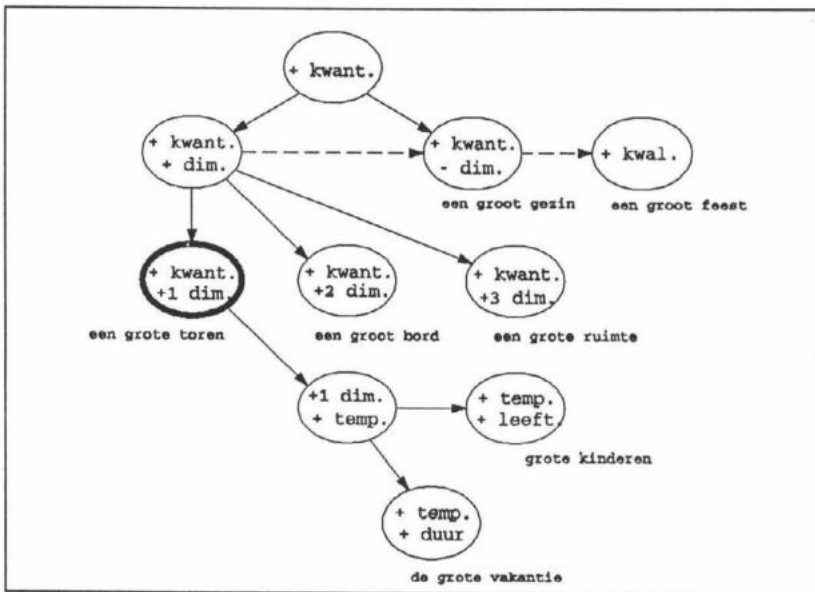 + kwant.
+ kwant.
+ dim.
+ kwant.
- dim.
+ kwal.
een groot gezin
een groot feest
+ kwant.
+1 dim.
+ kwant.
+2 dim.
+ kwant.
+3 dim.
een grote toren
een groot bord
een grote ruimte
+1 dim.
+ temp.
+ temp.
+ leeft.
grote kinderen
+ temp.
+ duur
de grote vakantie